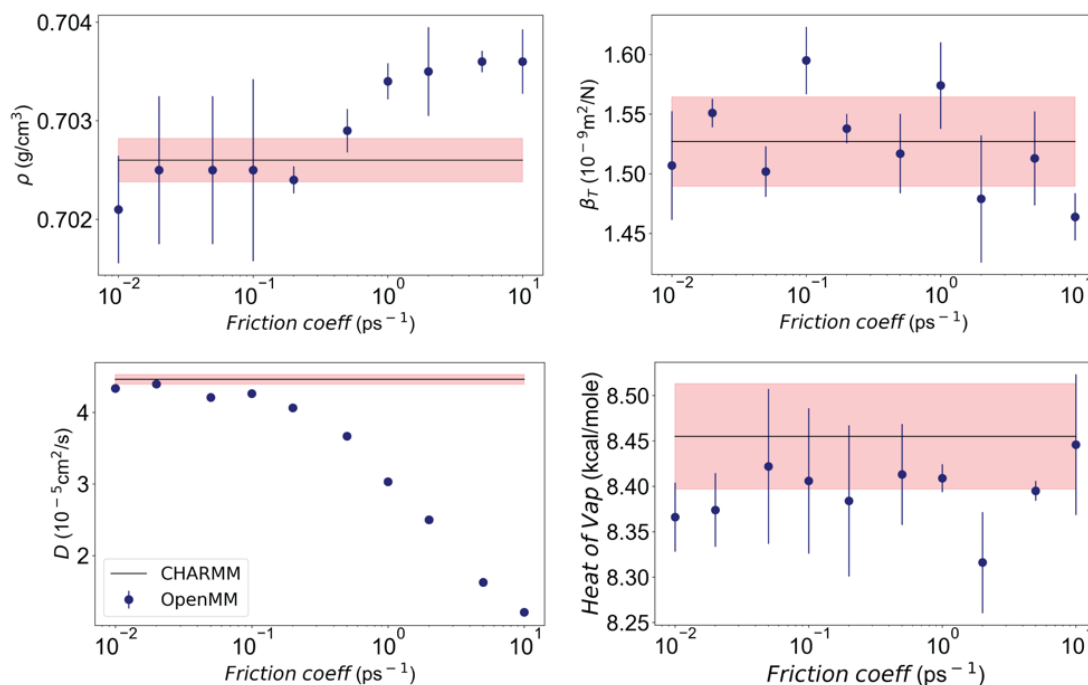 0.704
0.703
0.702
ρ (g/cm³)
10⁻² 10⁻¹ 10⁰ 10¹
Friction coeff (ps⁻¹)
1.60
1.55
1.50
1.45
β_T (10⁻⁹m²/N)
10⁻² 10⁻¹ 10⁰ 10¹
Friction coeff (ps⁻¹)
4
3
2
D (10⁻⁵cm²/s)
CHARMM
OpenMM
10⁻² 10⁻¹ 10⁰ 10¹
Friction coeff (ps⁻¹)
8.50
8.45
8.40
8.35
8.30
8.25
Heat of Vap (kcal/mole)
10⁻² 10⁻¹ 10⁰ 10¹
Friction coeff (ps⁻¹)